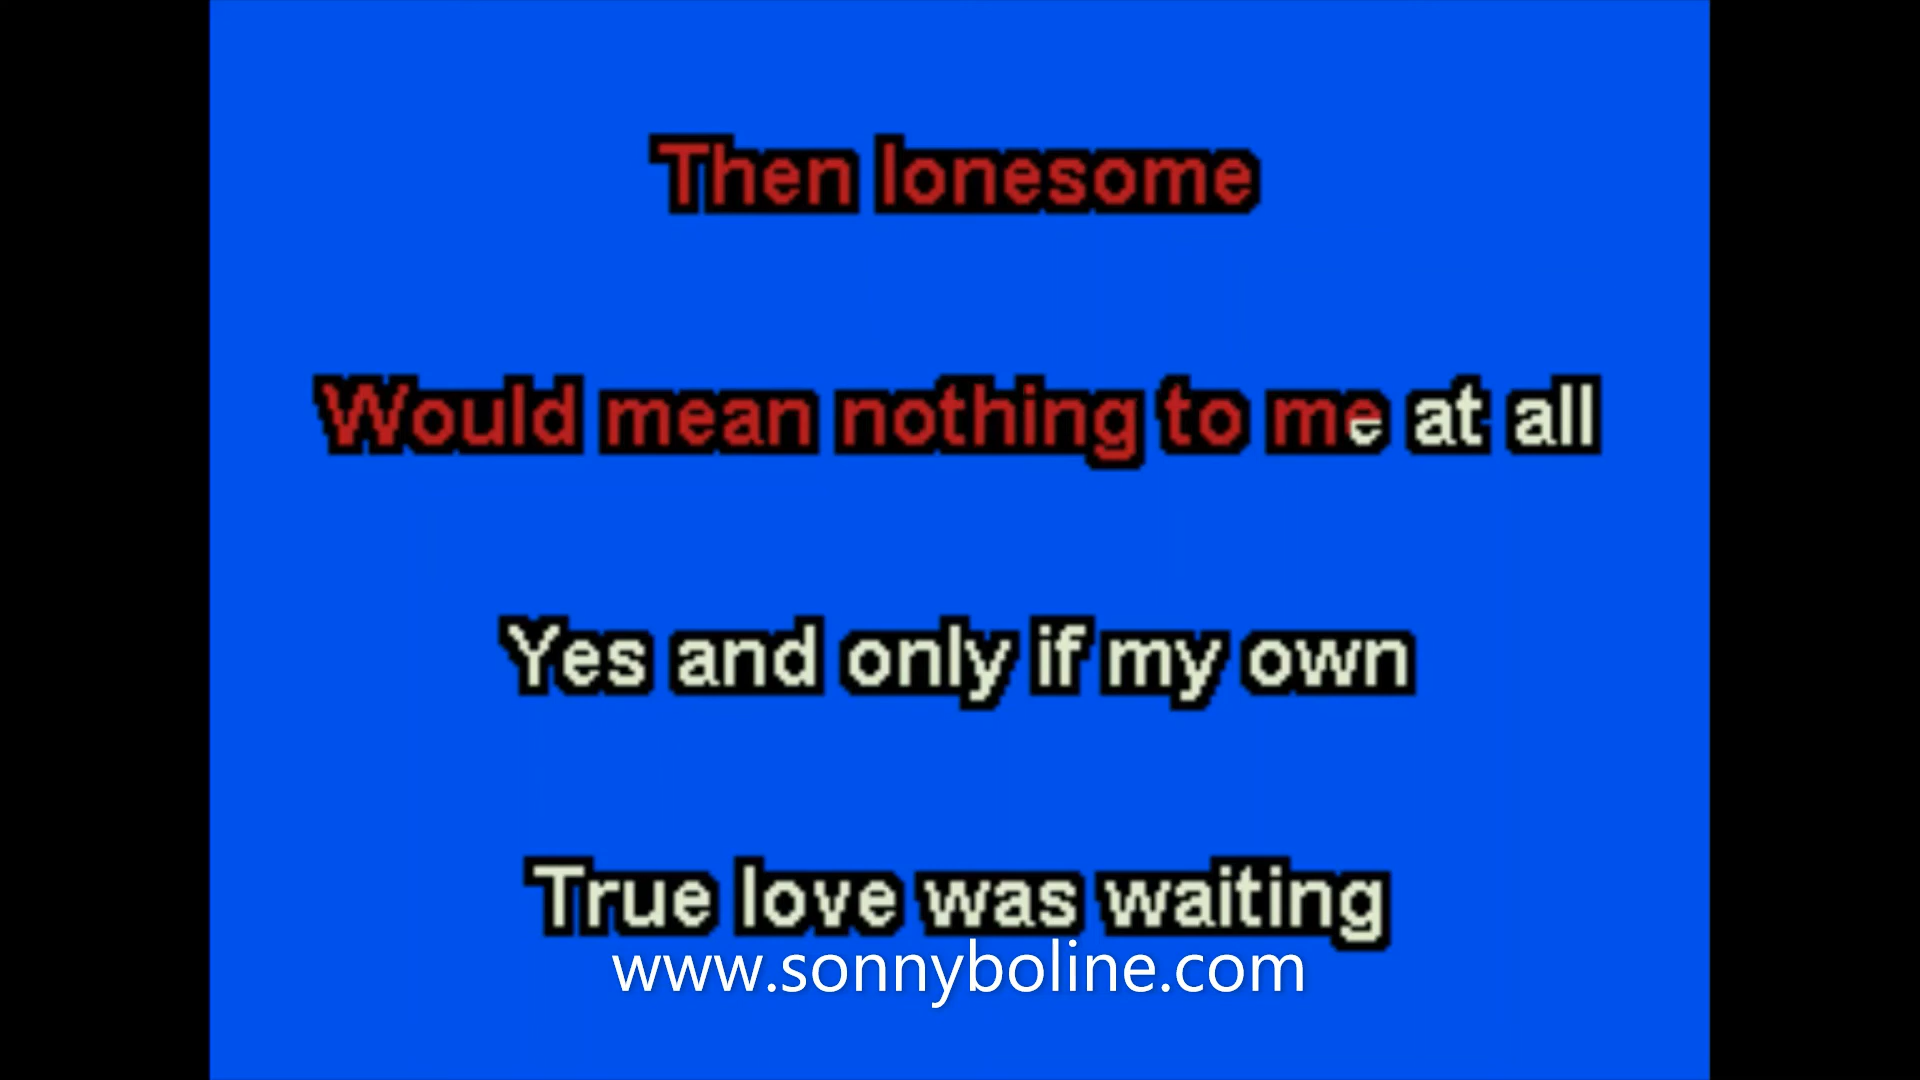 Then lonesome
Would mean nothing to me at all
Yes and only if my own
True love was waiting
www.sonnyboline.com